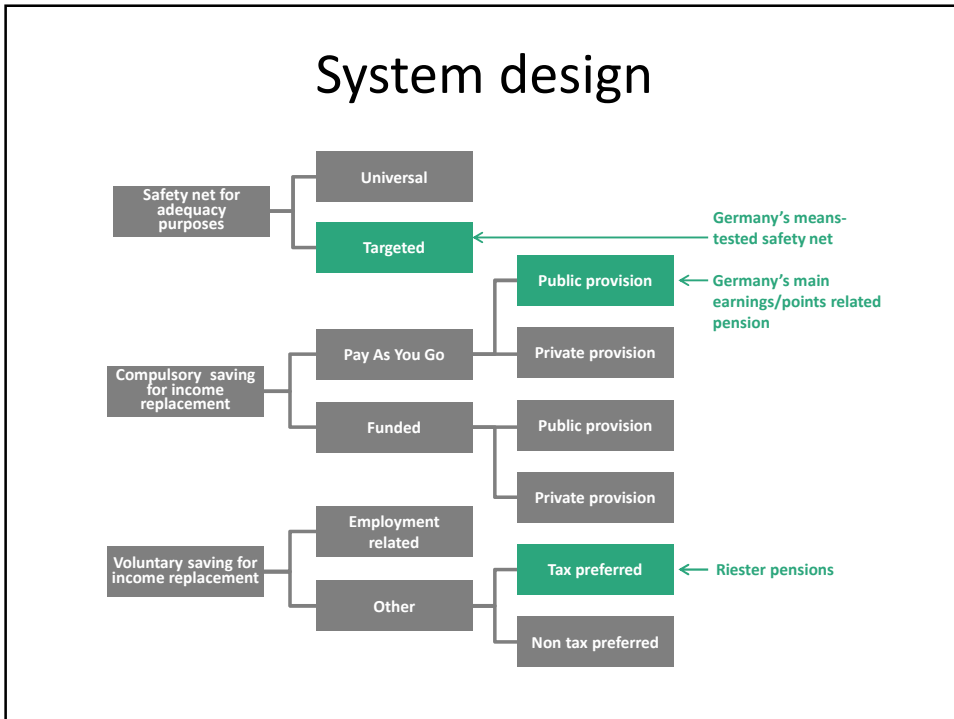 System design
Universal
Safety net for
adequacy
purposes
Targeted
Germany's means-
tested safety net
Public provision
Germany's main
earnings/points related
pension
Pay As You Go
Private provision
Compulsory saving
for income
replacement
Funded
Public provision
Private provision
Employment
related
Voluntary saving for
income replacement
Tax preferred
Riester pensions
Other
Non tax preferred